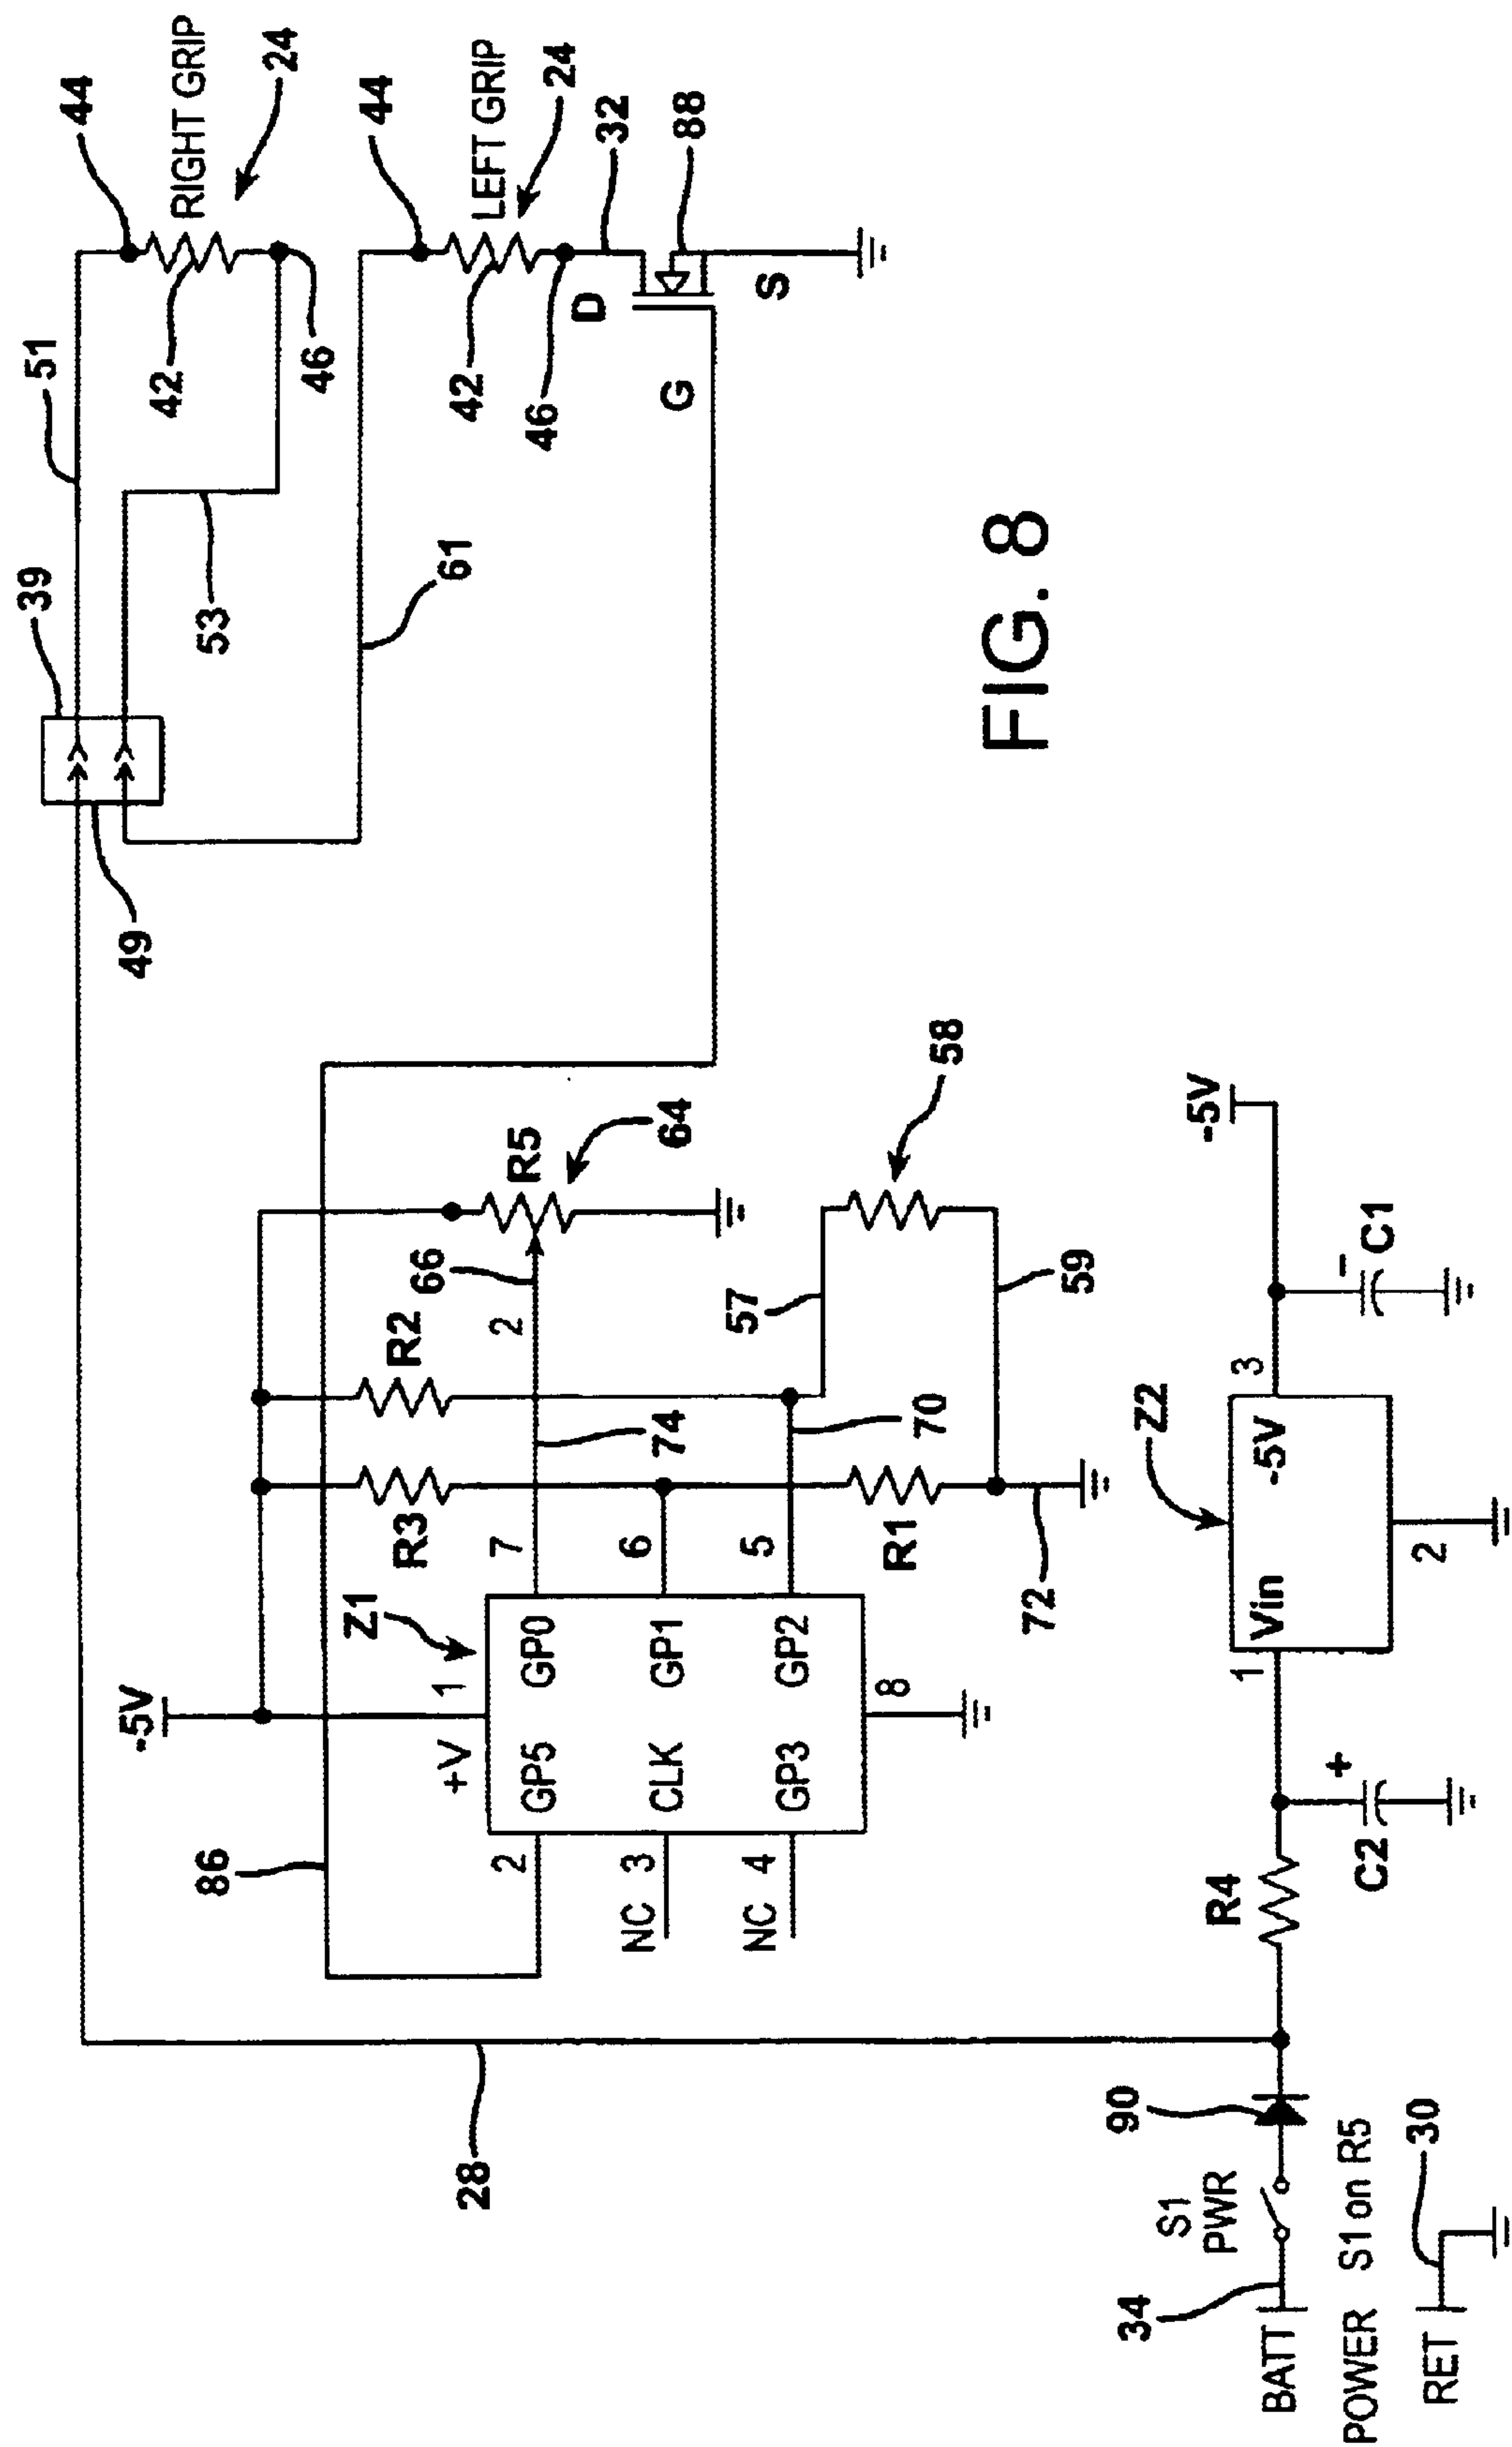 39
51
44
RIGHT GRIP
24
42
46
49
53
61
44
LEFT GRIP
24
42
46
32
D
88
G
S
28
86
-5V
+V
1
Z1
GP5
GP0
CLK
GP1
GP3
GP2
2
NC 3
NC 4
7
6
5
8
R3
R2
2
66
R5
64
74
70
57
58
59
R1
72
FIG. 8
BATT
34
S1
PWR
90
POWER S1 on R5
RET
30
R4
C2
+
1
Z2
Vin
-5V
3
2
-5V
-
C1